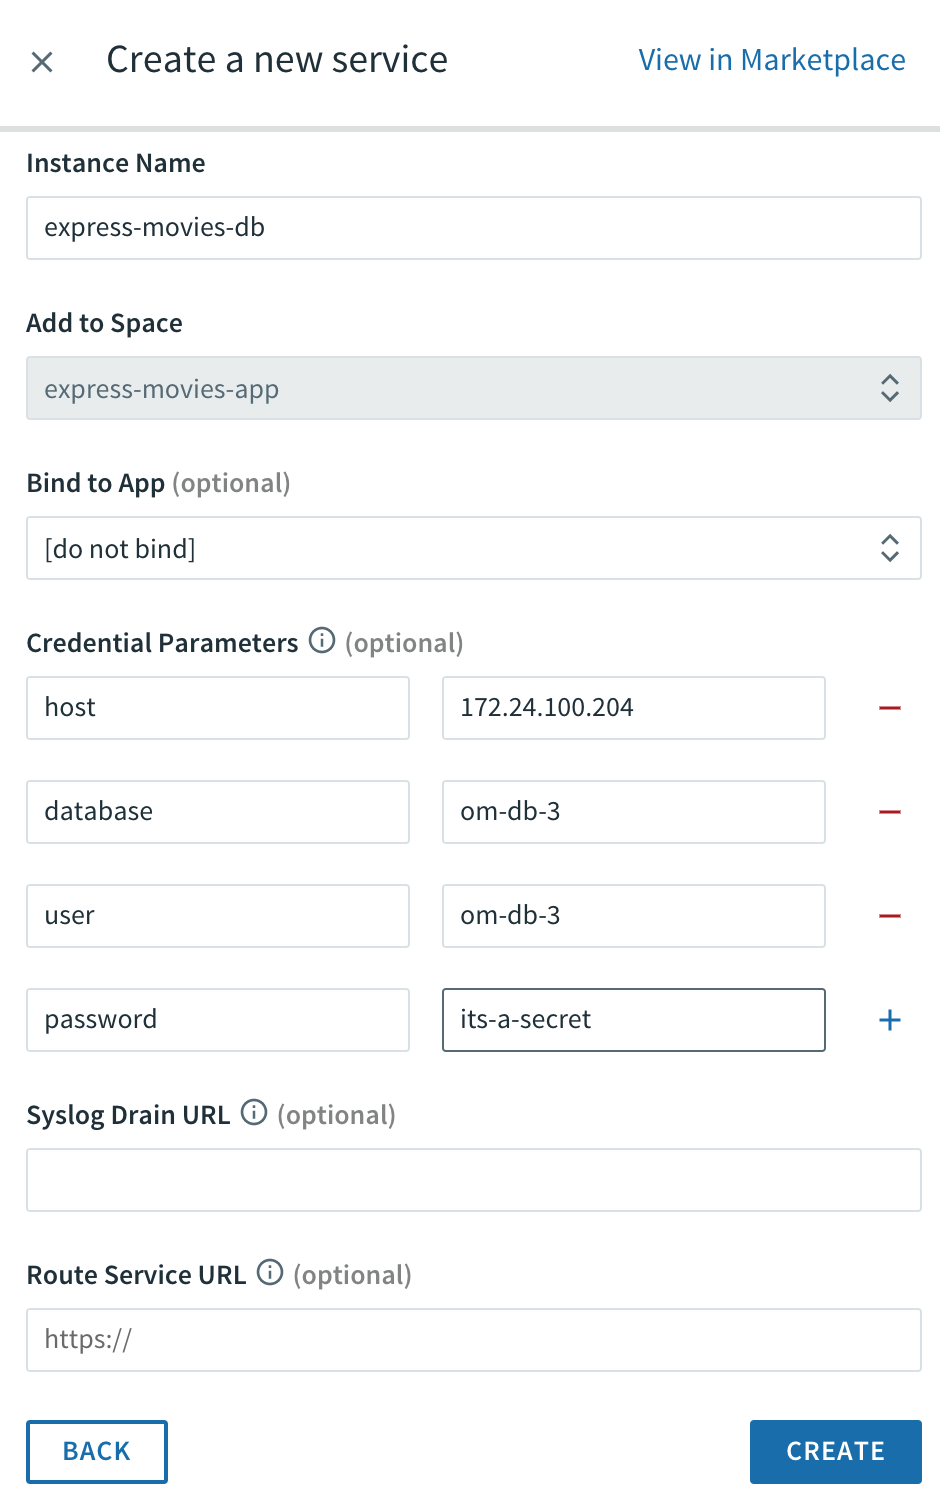 Create a new service View in Marketplace
Instance Name
express-movies-db
Add to Space
express-movies-app
Bind to App (optional)
[do not bind]
Credential Parameters (optional)
host 172.24.100.204
database om-db-3
user om-db-3
password its-a-secret
Syslog Drain URL (optional)
Route Service URL (optional)
https://
BACK CREATE